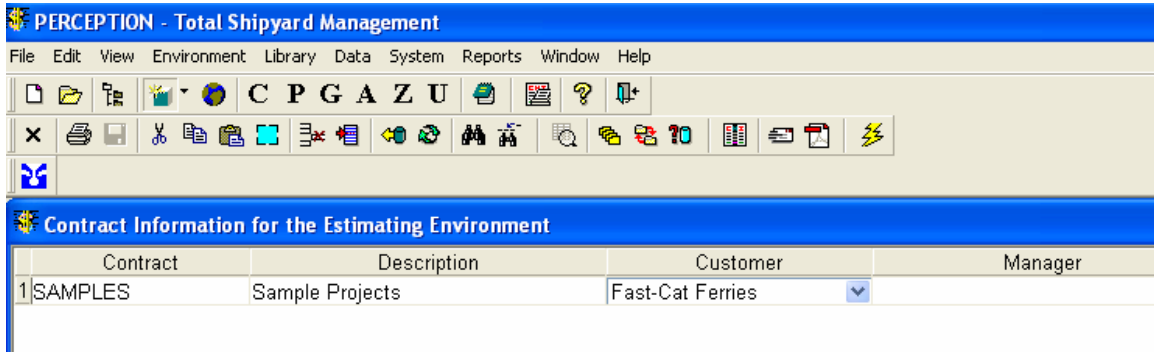 PERCEPTION - Total Shipyard Management
File Edit View Environment Library Data System Reports Window Help
C P G A Z U
Contract Information for the Estimating Environment
Contract Description Customer Manager
1 SAMPLES Sample Projects Fast-Cat Ferries